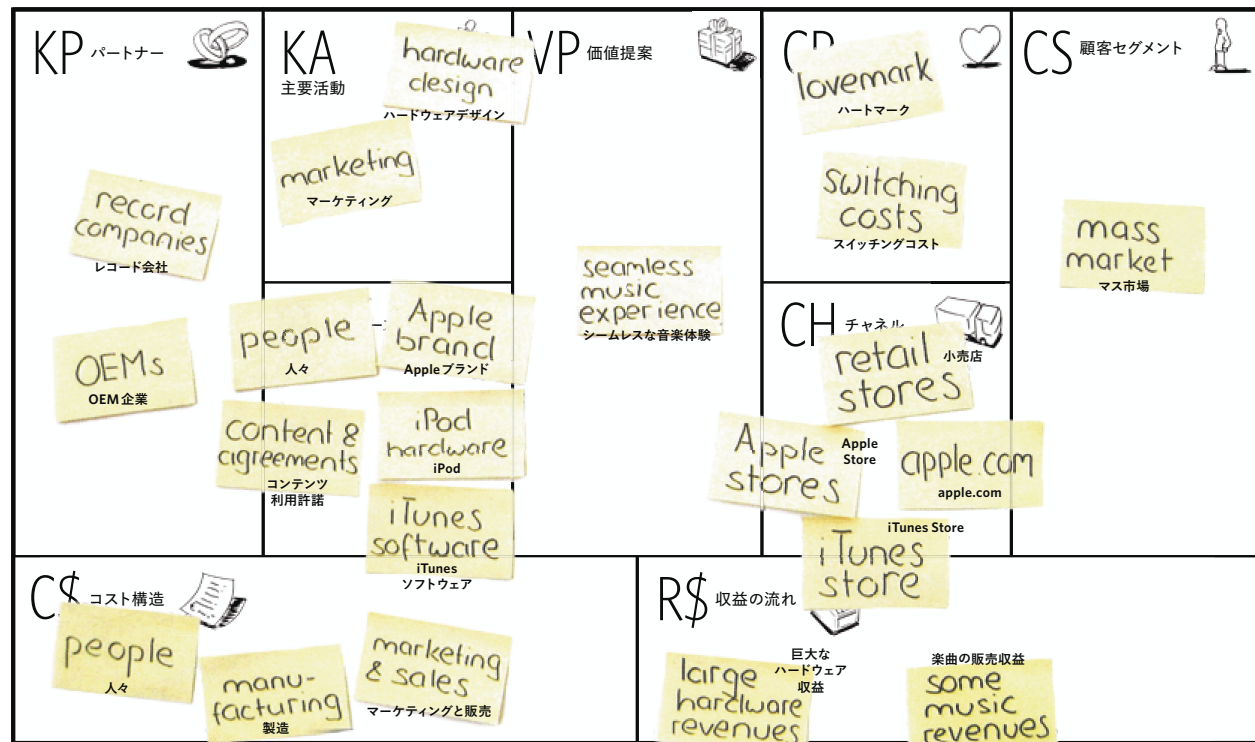 KP パートナー
record
companies
レコード会社
OEMs
OEM企業
KA
主要活動
hardware
design
ハードウェアデザイン
marketing
マーケティング
people
人々
Apple
brand
Appleブランド
content &
agreements
コンテンツ
利用許諾
iPod
hardware
iPod
iTunes
software
iTunes
ソフトウェア
VP 価値提案
seamless
music
experience
シームレスな音楽体験
lovemark
ハートマーク
switching
costs
スイッチングコスト
CH チャネル
retail
stores
小売店
Apple
stores
Apple
Store
apple.com
apple.com
iTunes Store
iTunes
store
CS 顧客セグメント
mass
market
マス市場
C$ コスト構造
people
人々
manu-
facturing
製造
marketing
& sales
マーケティングと販売
R$ 収益の流れ
large
hardware
revenues
巨大な
ハードウェア
収益
楽曲の販売収益
some
music
revenues